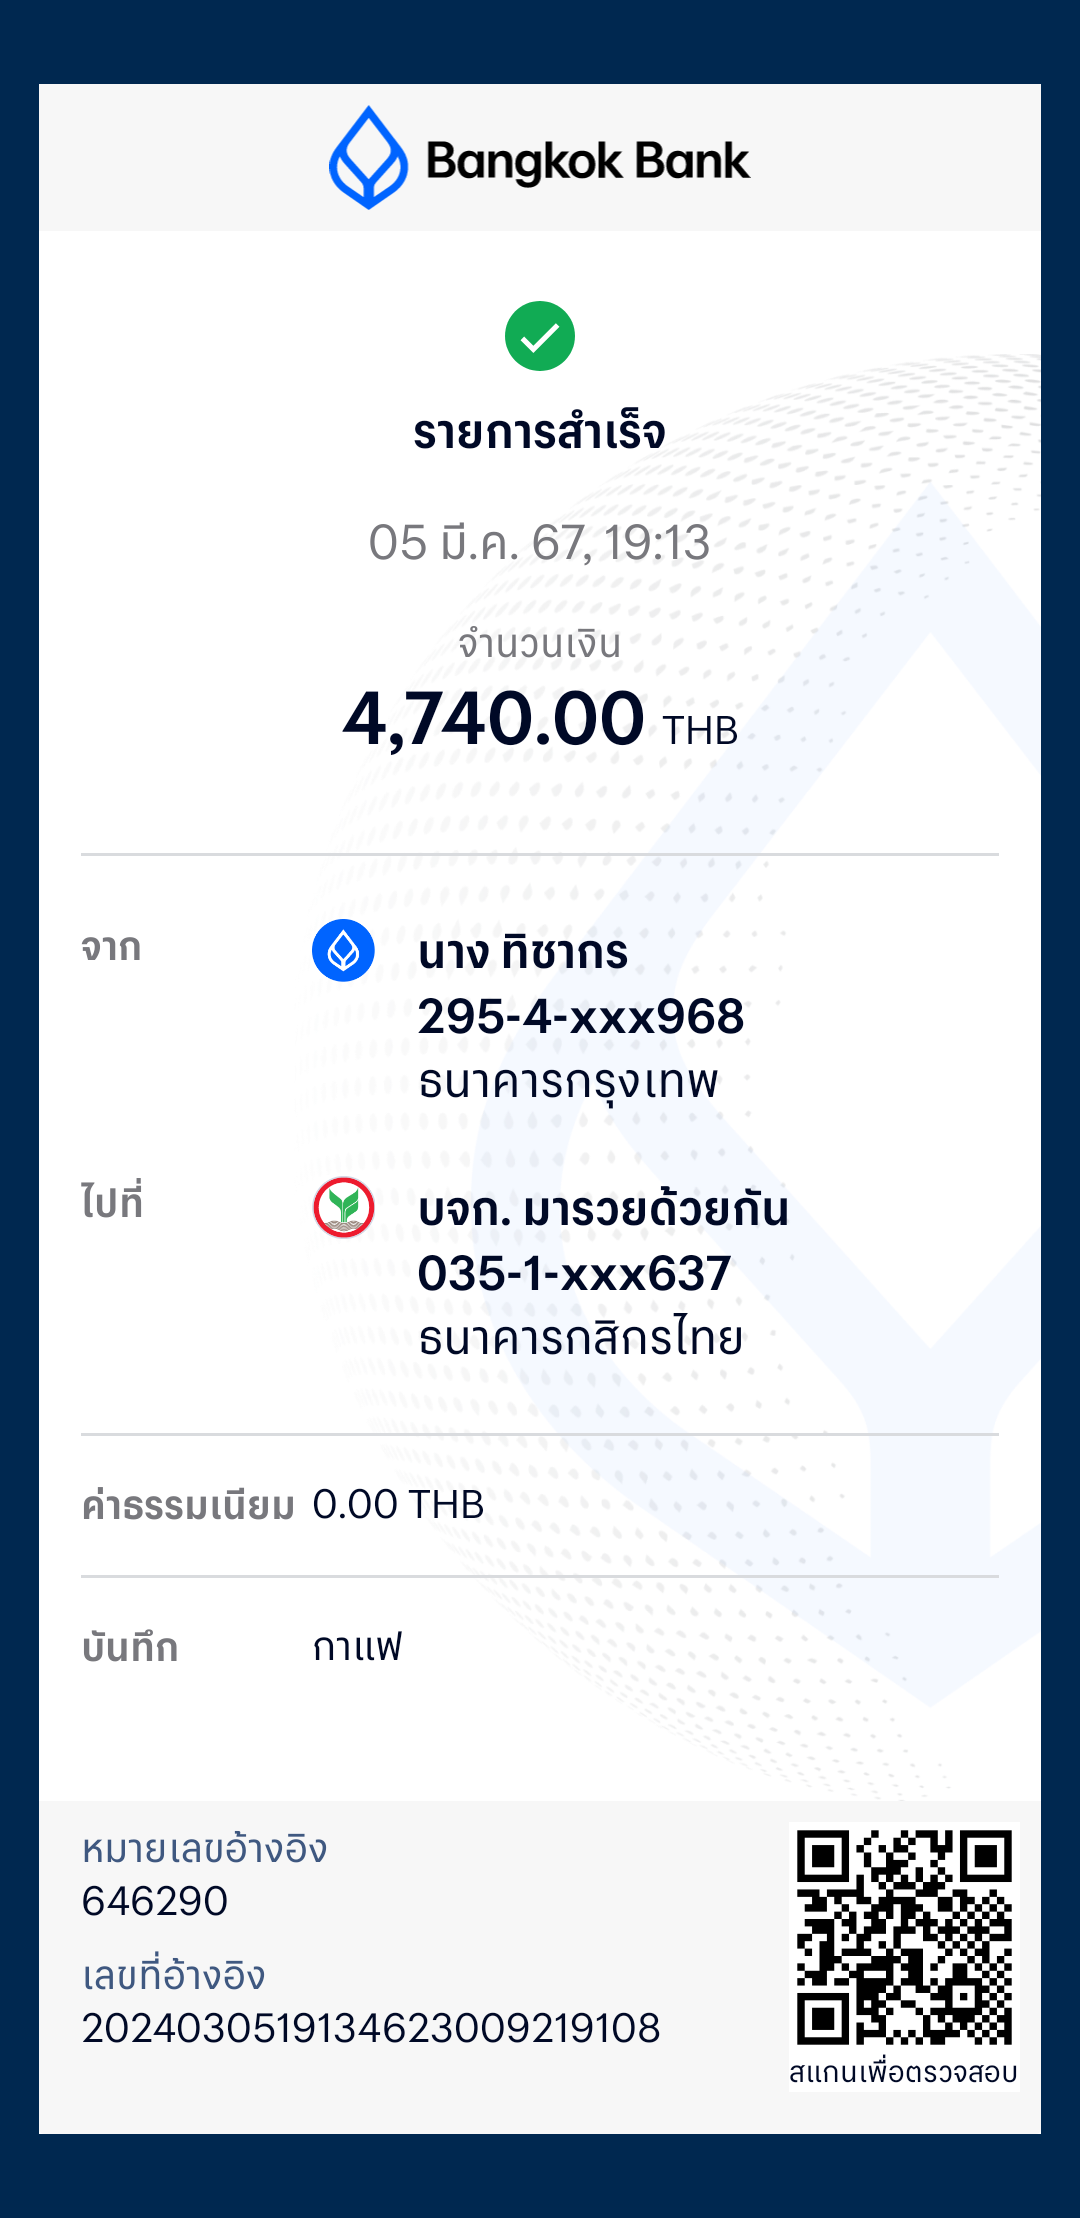 Bangkok Bank
รายการสำเร็จ
05 มี.ค. 67, 19:13
จำนวนเงิน
4,740.00 THB
จาก
นาง ทิชากร
295-4-xxx968
ธนาคารกรุงเทพ
ไปที่
บจก. มารวยด้วยกัน
035-1-xxx637
ธนาคารกสิกรไทย
ค่าธรรมเนียม 0.00 THB
บันทึก กาแฟ
หมายเลขอ้างอิง
646290
เลขที่อ้างอิง
2024030519134623009219108
สแกนเพื่อตรวจสอบ